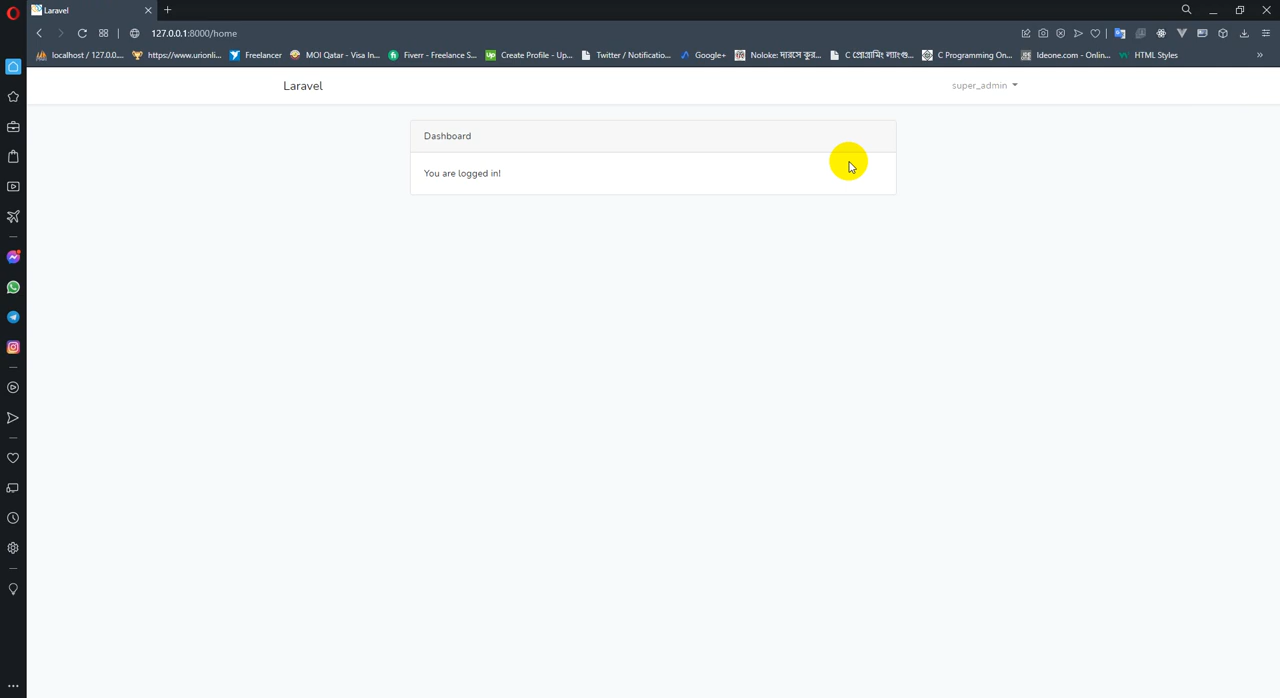 Laravel
127.0.0.1:8000/home
localhost / 127.0.0....
https://www.urionli...
Freelancer
MOI Qatar - Visa In...
Fiverr - Freelance S...
Up Create Profile - Up...
Twitter / Notificatio...
Google+
Noloke: দারসে কুর...
C প্রোগ্রামিং ল্যাংগু...
C Programming On...
Ideone.com - Onlin...
HTML Styles
Laravel
super_admin
Dashboard
You are logged in!